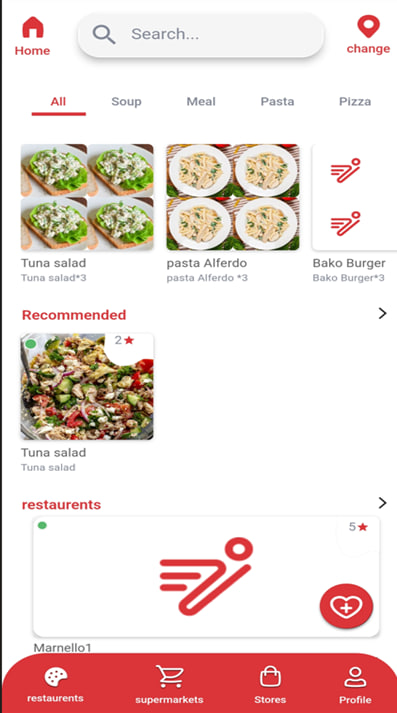 Search...
Home
change
All Soup Meal Pasta Pizza
Tuna salad pasta Alferdo Bako Burger
Tuna salad*3 pasta Alferdo *3 Bako Burger*3
Recommended
2
Tuna salad
Tuna salad
restaurents
5
Marnello1
restaurents supermarkets Stores Profile